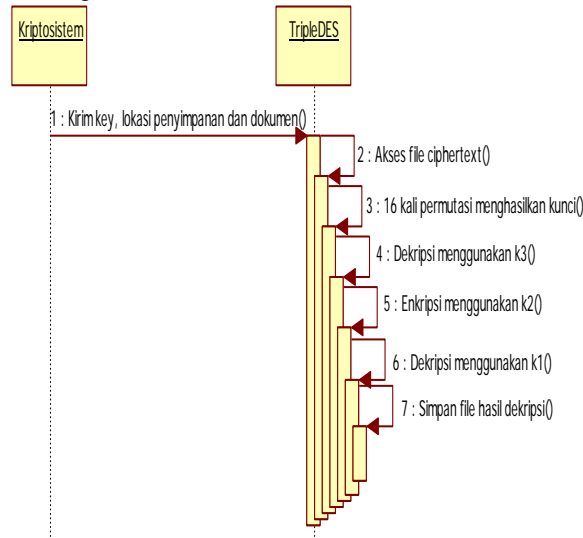 Kriptosistem
TripleDES
1 : Kirim key, lokasi penyimpanan dan dokumen()
2 : Akses file ciphertext()
3 : 16 kali permutasi menghasilkan kunci()
4 : Dekripsi menggunakan k3()
5 : Enkripsi menggunakan k2()
6 : Dekripsi menggunakan k1()
7 : Simpan file hasil dekripsi()